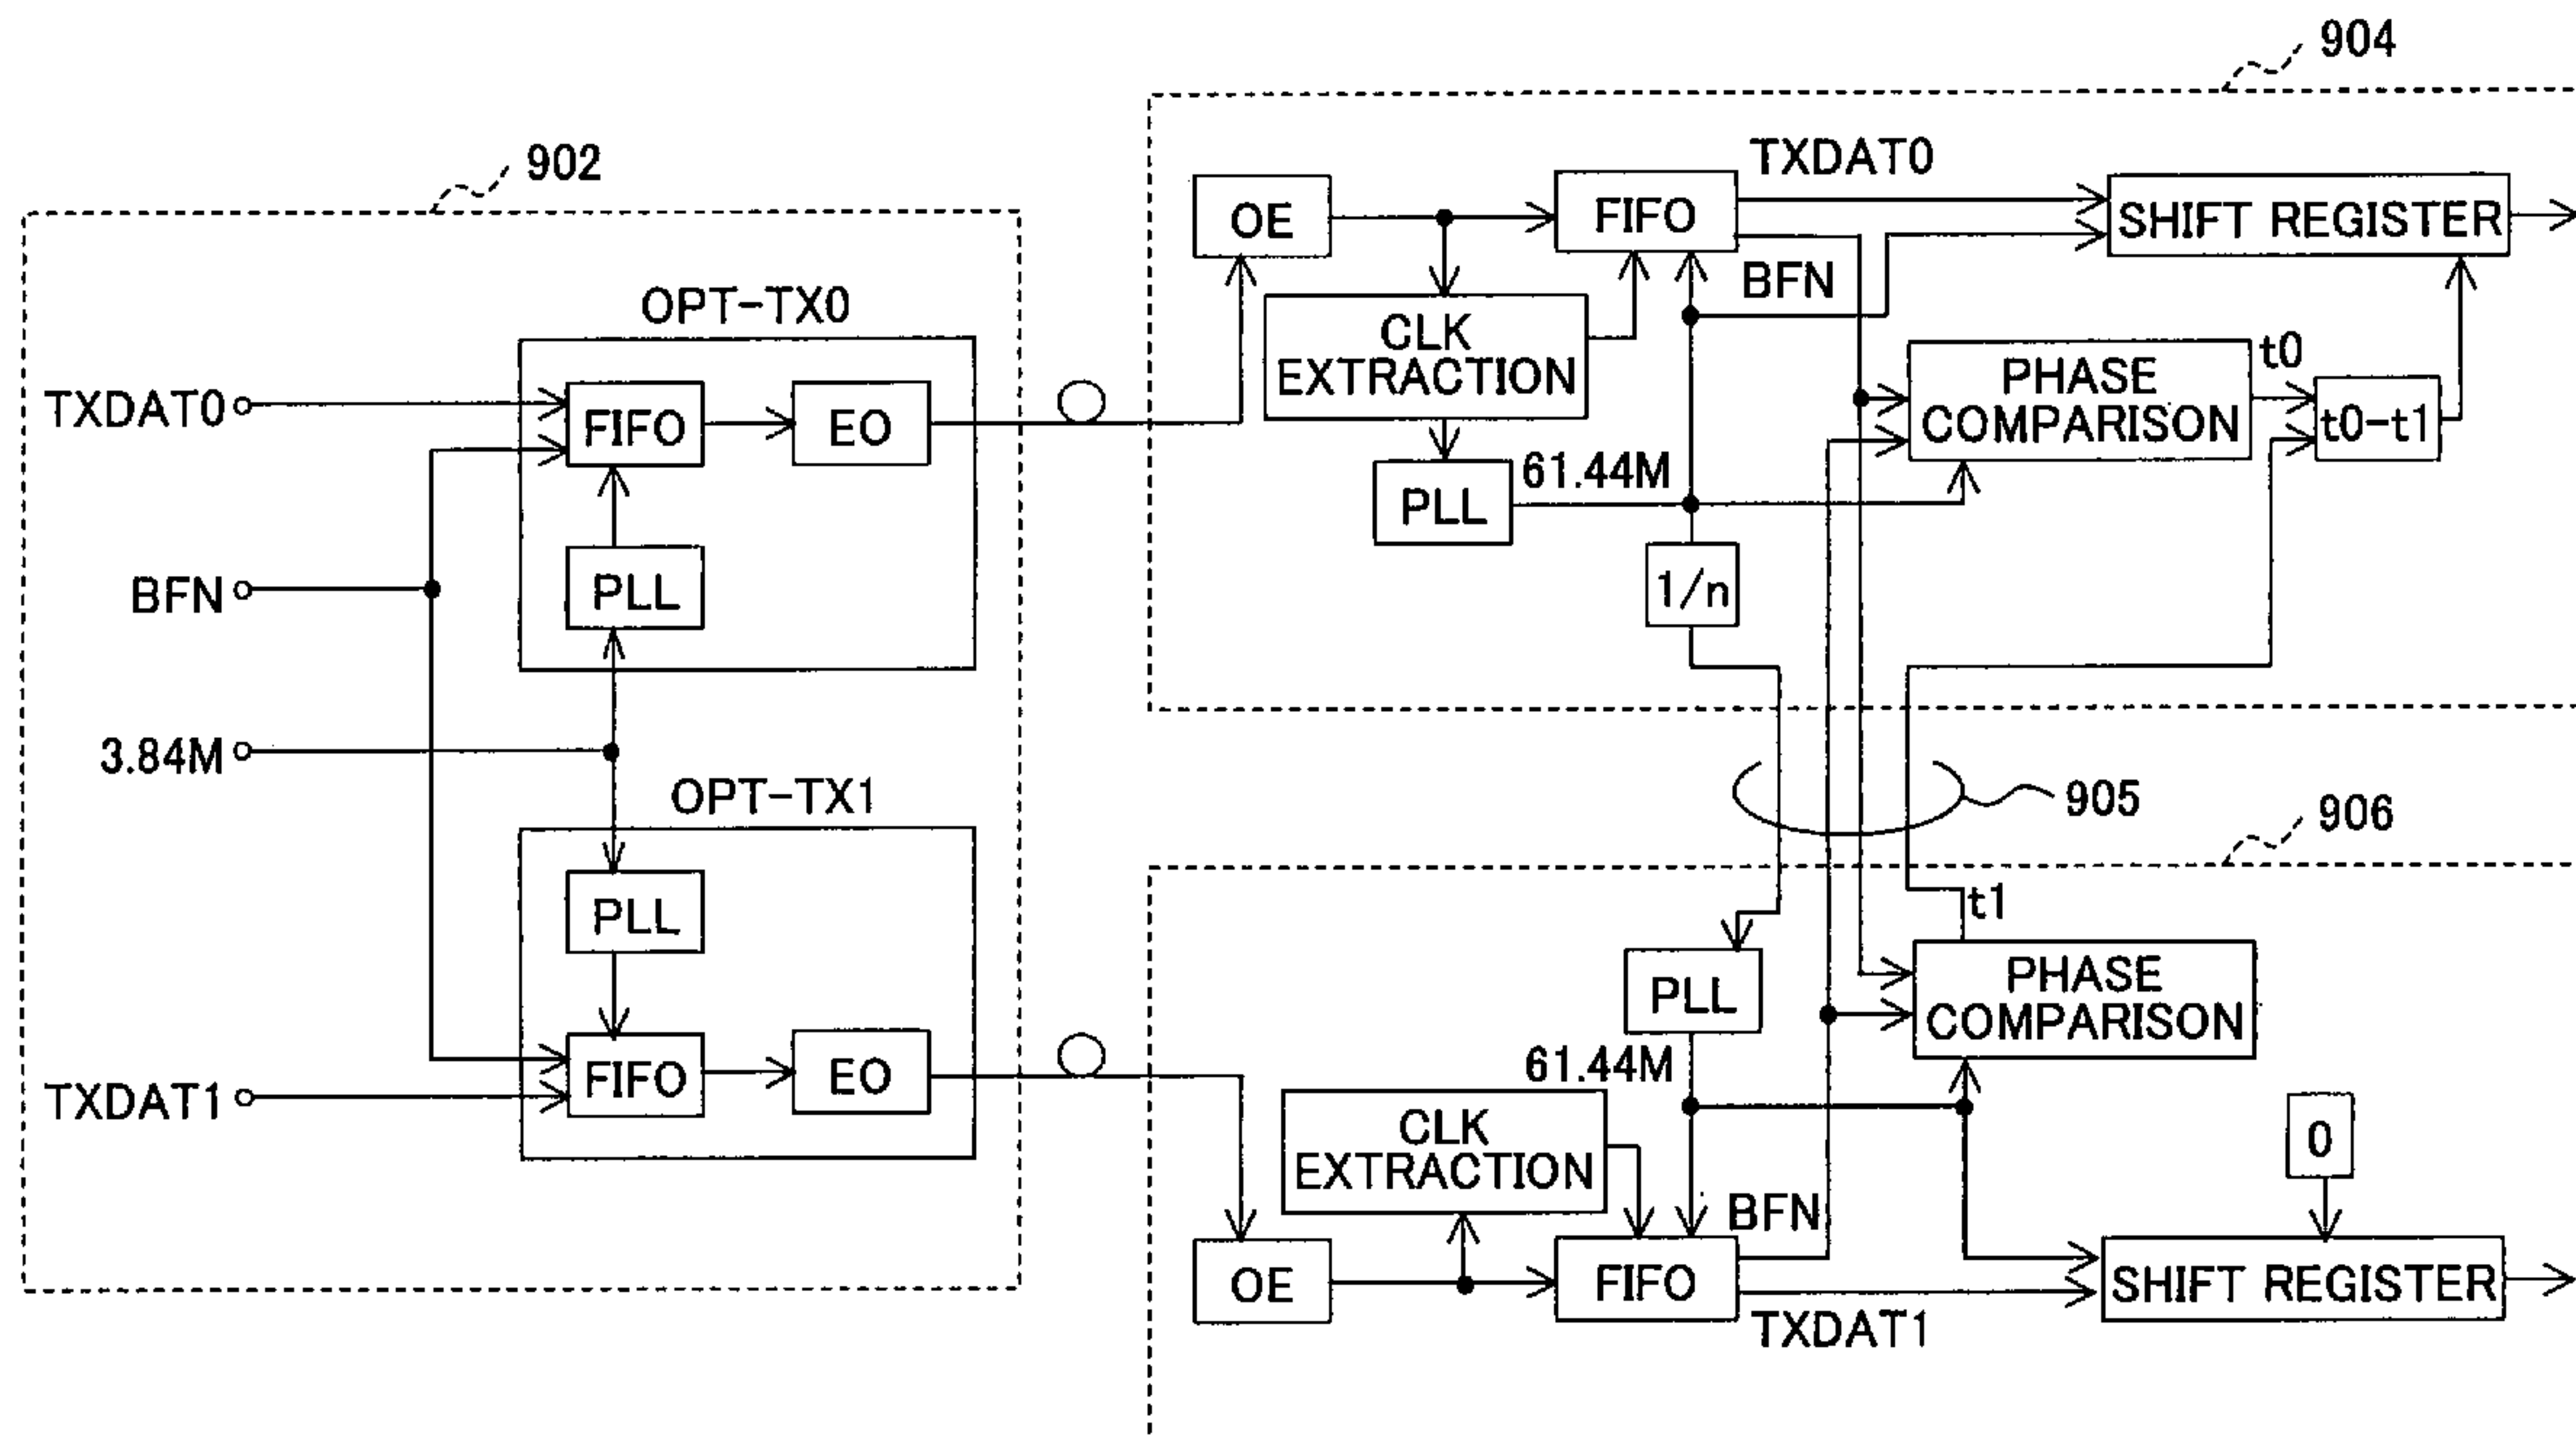 902
OPT-TX0
TXDAT0
FIFO
EO
BFN
PLL
3.84M
OPT-TX1
PLL
TXDAT1
FIFO
EO
904
OE
FIFO
TXDAT0
SHIFT REGISTER
BFN
CLK
EXTRACTION
PHASE
COMPARISON
t0
t0-t1
PLL
61.44M
1/n
905
906
t1
PLL
PHASE
COMPARISON
61.44M
CLK
EXTRACTION
0
BFN
OE
FIFO
SHIFT REGISTER
TXDAT1